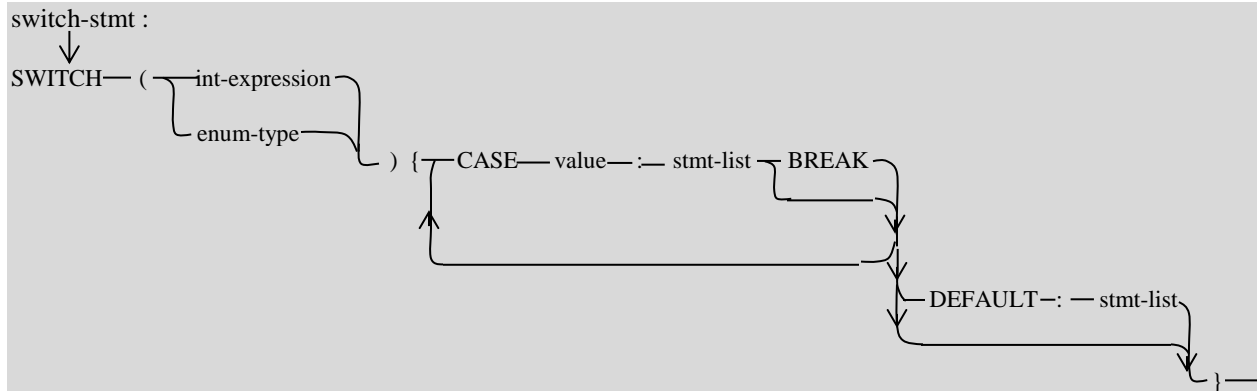 switch-stmt :
SWITCH ( int-expression
enum-type
) { CASE value : stmt-list BREAK
DEFAULT : stmt-list
}